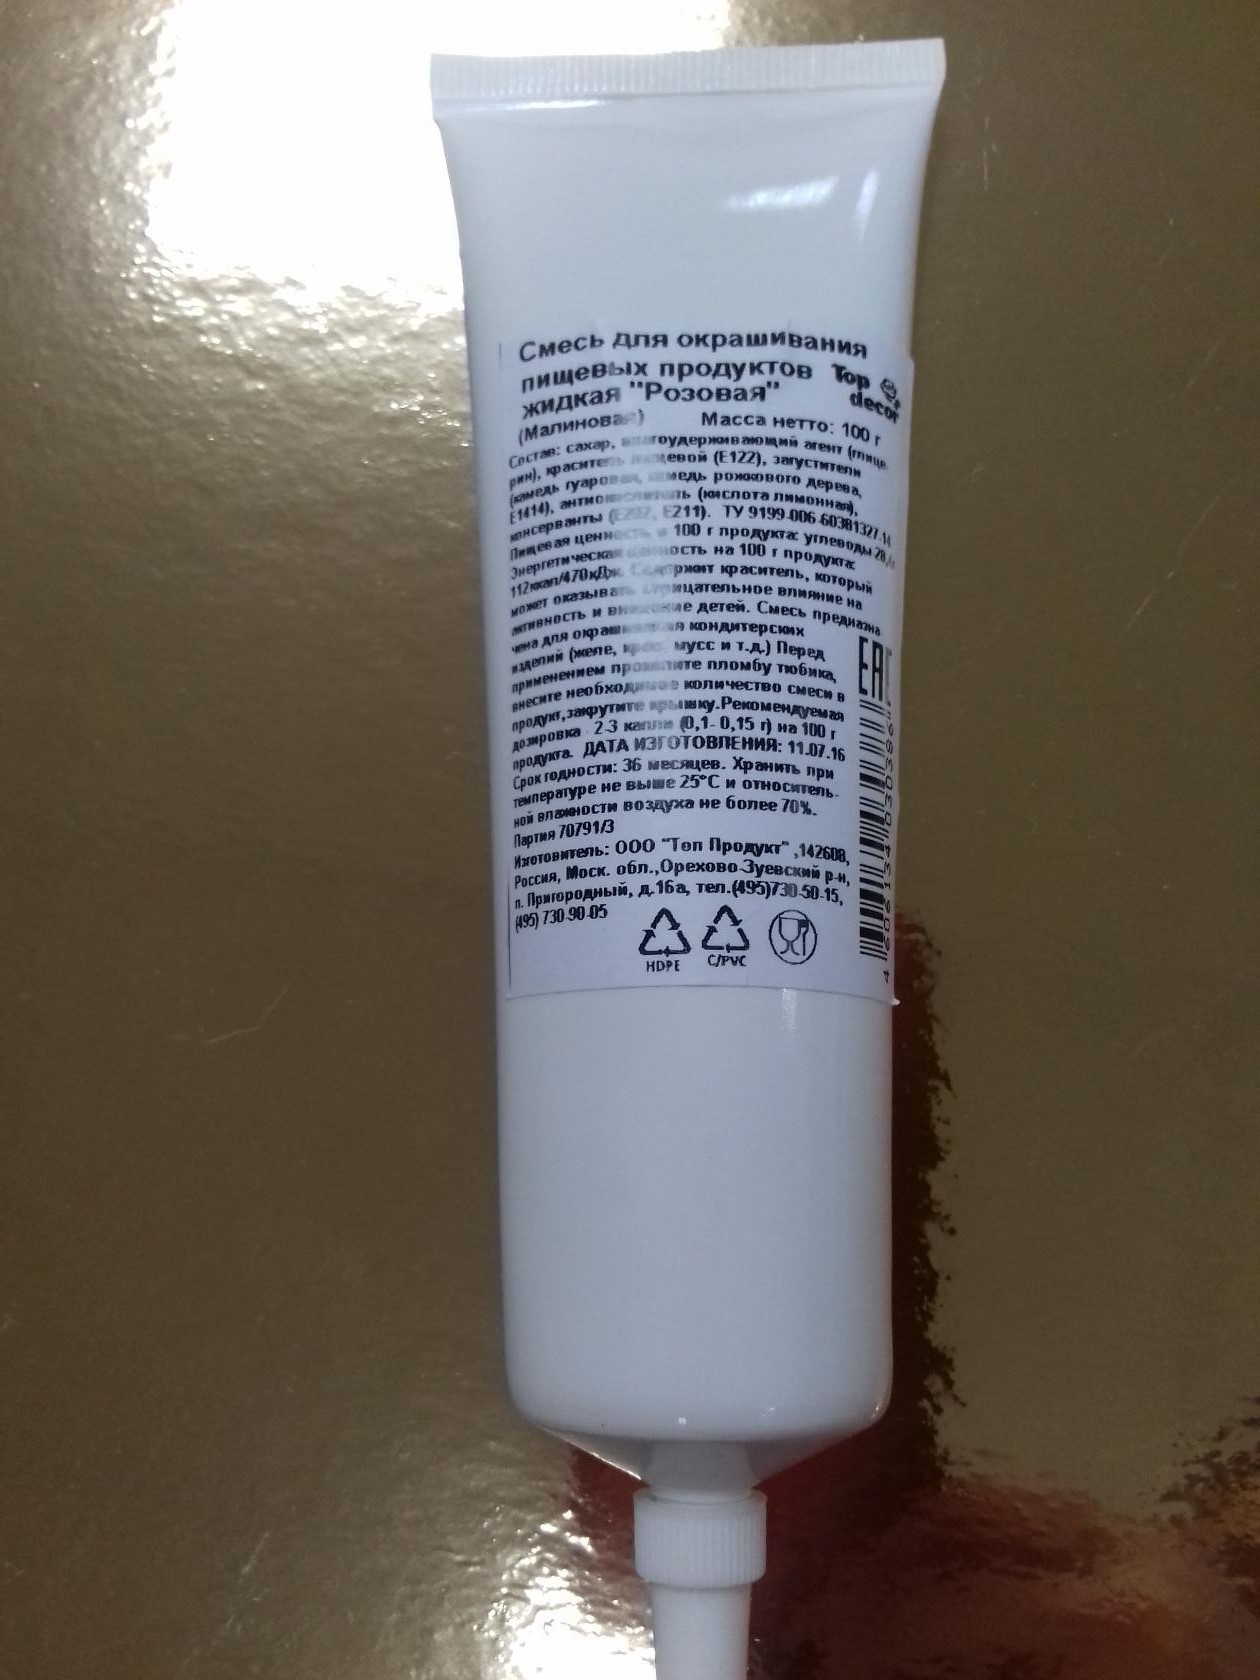 Смесь для окрашивания
пищевых продуктов
жидкая "Розовая"
Top decor
(Малиновая) Масса нетто: 100 г
Состав: сахар, влагоудерживающий агент (глице
рин), краситель пищевой (Е122), загустители
(камедь гуаровая, камедь рожкового дерева,
Е1414), антиокислитель (кислота лимонная),
консерванты (Е202, Е211). ТУ 9199-006-60381327-14
Пищевая ценность в 100 г продукта: углеводы
Энергетическая ценность на 100 г продукта:
112ккал/470кДж. Содержит краситель, который
может оказывать отрицательное влияние на
активность и внимание детей. Смесь предназна
чена для окрашивания кондитерских
изделий (желе, крем, мусс и т.д.) Перед
применением проколите пломбу тюбика,
внесите необходимое количество смеси в
продукт,закрутите крышку.Рекомендуемая
дозировка 2-3 капли (0,1- 0,15 г) на 100 г
продукта. ДАТА ИЗГОТОВЛЕНИЯ: 11.07.16
Срок годности: 36 месяцев. Хранить при
температуре не выше 25°С и относитель-
ной влажности воздуха не более 70%.
Партия 70791/3
Изготовитель: ООО "Топ Продукт" ,142608,
Россия, Моск. обл.,Орехово-Зуевский р-н,
п. Пригородный, д.16а, тел.(495)730-50-15,
(495) 730-90-05
HDPE C/PVC
EAC